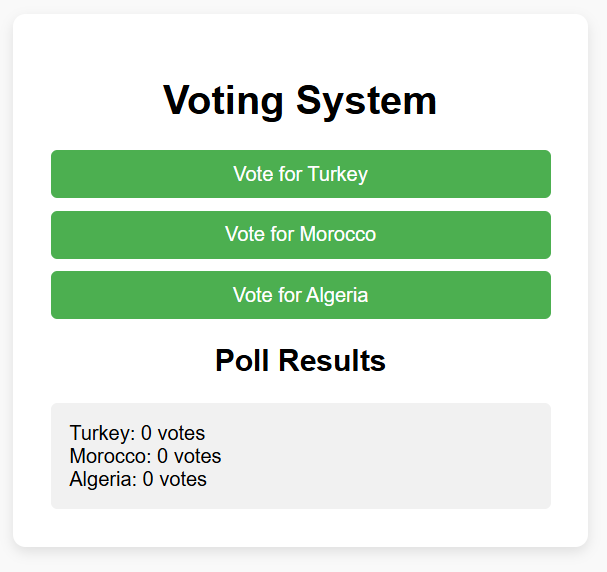 Voting System
Vote for Turkey
Vote for Morocco
Vote for Algeria
Poll Results
Turkey: 0 votes
Morocco: 0 votes
Algeria: 0 votes